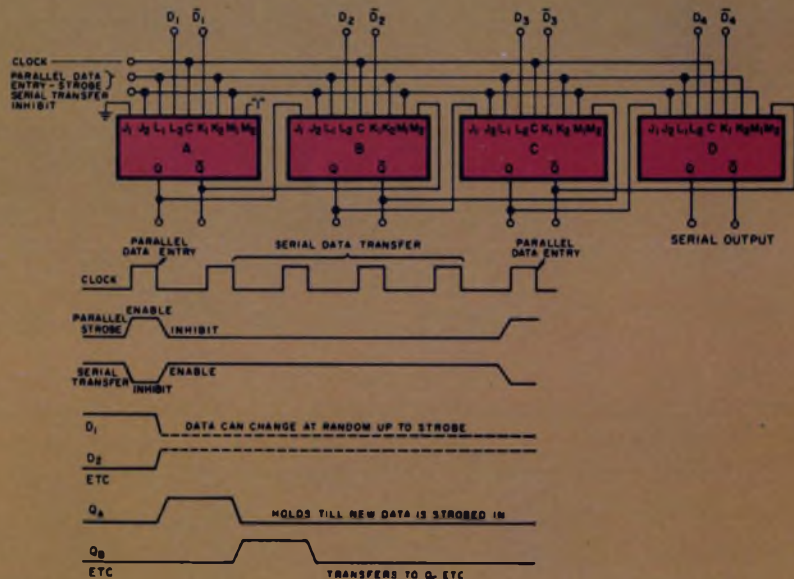 D1 D̄1 D2 D̄2 D3 D̄3 D4 D̄4
CLOCK
PARALLEL DATA
ENTRY-STROBE
SERIAL TRANSFER
INHIBIT
"1"
J1 J2 L1 L2 C K1 K2 M1 M2
A
Q Q̄
J1 J2 L1 L2 C K1 K2 M1 M2
B
Q Q̄
J1 J2 L1 L2 C K1 K2 M1 M2
C
Q Q̄
J1 J2 L1 L2 C K1 K2 M1 M2
D
Q Q̄
SERIAL OUTPUT
PARALLEL
DATA ENTRY
SERIAL DATA TRANSFER
PARALLEL
DATA ENTRY
CLOCK
PARALLEL
STROBE
ENABLE
INHIBIT
SERIAL
TRANSFER
INHIBIT
ENABLE
D1
DATA CAN CHANGE AT RANDOM UP TO STROBE
D2
ETC
QA
HOLDS TILL NEW DATA IS STROBED IN
QB
ETC
TRANSFERS TO Q ETC